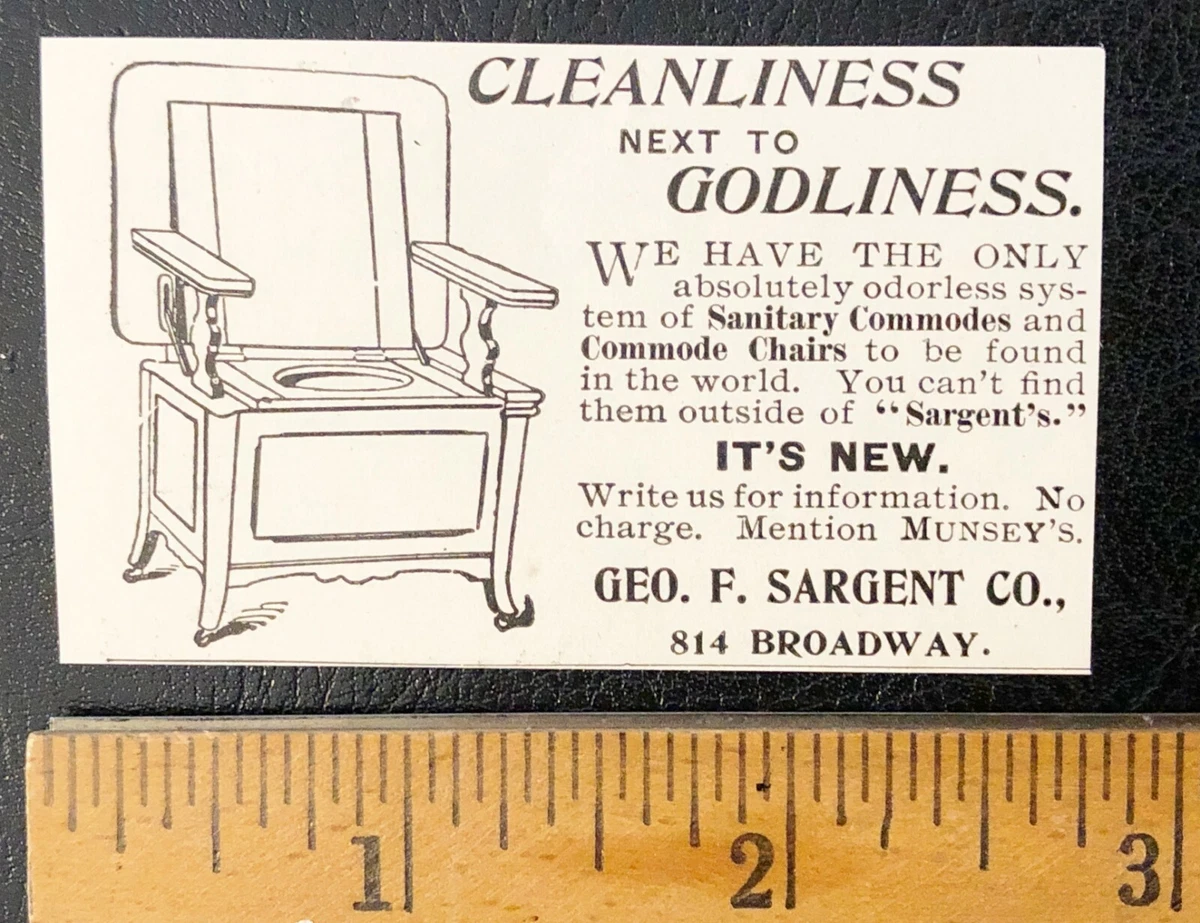 CLEANLINESS
NEXT TO
GODLINESS.
WE HAVE THE ONLY
absolutely odorless sys-
tem of Sanitary Commodes and
Commode Chairs to be found
in the world. You can't find
them outside of “Sargent's.”
IT'S NEW.
Write us for information. No
charge. Mention MUNSEY'S.
GEO. F. SARGENT CO.,
814 BROADWAY.
1 2 3